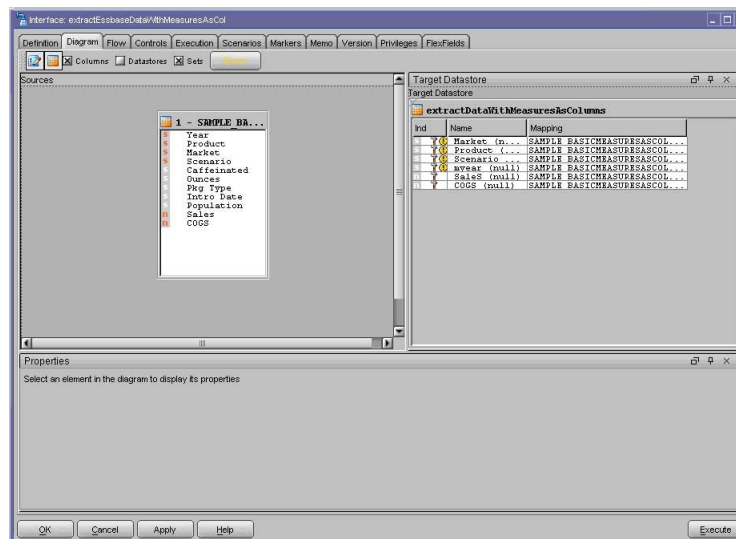 Interface: extractEssbaseDataWithMeasuresAsCol
Definition Diagram Flow Controls Execution Scenarios Markers Memo Version Privileges FlexFields
Columns Datastores Sets
Sources
1 - SAMPLE_BA...
Year
Product
Market
Scenario
Caffeinated
Ounces
Pkg Type
Intro Date
Population
Sales
COGS
Target Datastore
Target Datastore
extractDataWithMeasuresAsColumns
Ind Name Mapping
Market (n... SAMPLE_BASICMEASURESASCOL...
Product (... SAMPLE_BASICMEASURESASCOL...
Scenario ... SAMPLE_BASICMEASURESASCOL...
myear (null) SAMPLE_BASICMEASURESASCOL...
SaleS (null) SAMPLE_BASICMEASURESASCOL...
COGS (null) SAMPLE_BASICMEASURESASCOL...
Properties
Select an element in the diagram to display its properties
OK Cancel Apply Help Execute